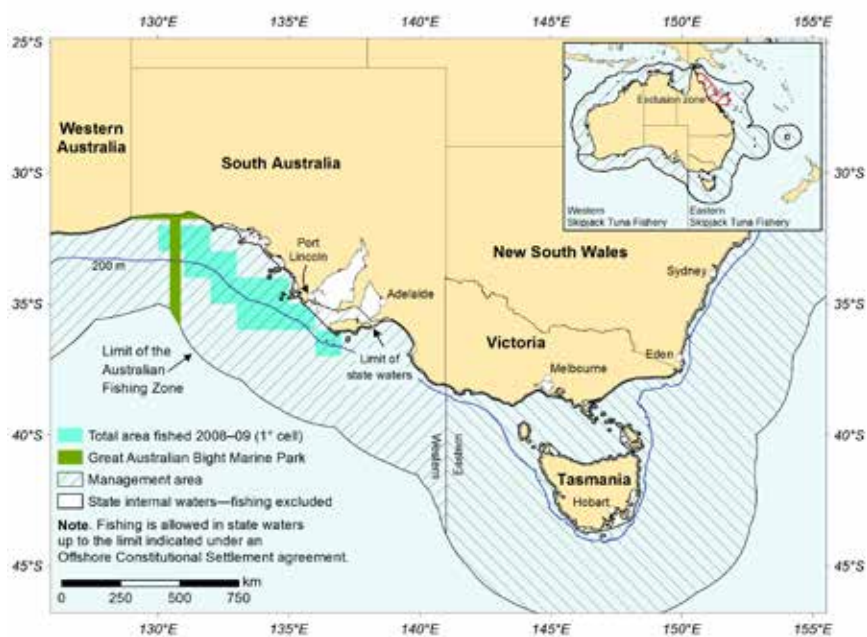 130°E 135°E 140°E 145°E 150°E 155°E
25°S
30°S
35°S
40°S
45°S
Western
Australia
South Australia
New South Wales
Victoria
Tasmania
Port
Lincoln
Adelaide
Sydney
Eden
Melbourne
Hobart
200 m
Limit of
state waters
Limit of the
Australian
Fishing Zone
Western
Eastern
Exclusion zone
Western
Skipjack Tuna Fishery
Eastern
Skipjack Tuna Fishery
25°S
30°S
35°S
40°S
45°S
Total area fished 2008–09 (1° cell)
Great Australian Bight Marine Park
Management area
State internal waters—fishing excluded
Note. Fishing is allowed in state waters
up to the limit indicated under an
Offshore Constitutional Settlement agreement.
km
0 250 500 750
130°E 135°E 140°E 145°E 150°E 155°E